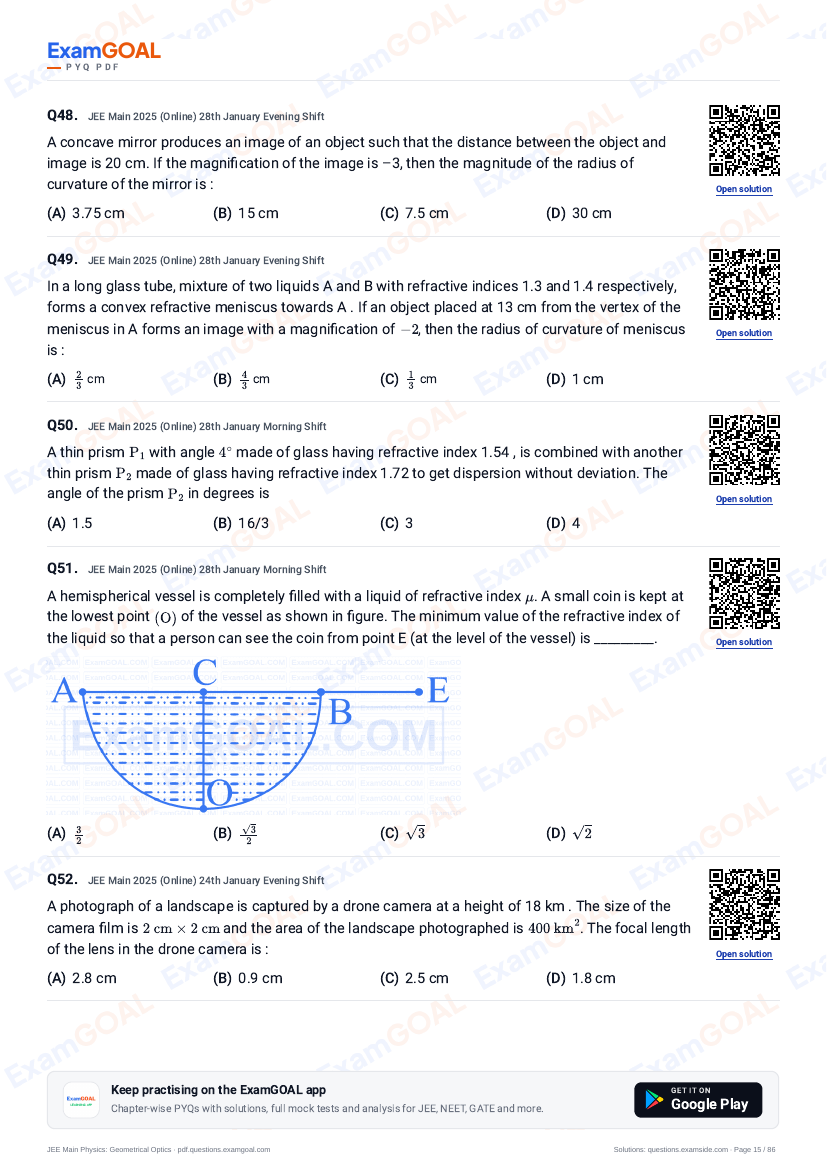 ExamGOAL
PYQ PDF
Q48. JEE Main 2025 (Online) 28th January Evening Shift
A concave mirror produces an image of an object such that the distance between the object and
image is 20 cm. If the magnification of the image is −3, then the magnitude of the radius of
curvature of the mirror is :
(A) 3.75 cm (B) 15 cm (C) 7.5 cm (D) 30 cm
Open solution
Q49. JEE Main 2025 (Online) 28th January Evening Shift
In a long glass tube, mixture of two liquids A and B with refractive indices 1.3 and 1.4 respectively,
forms a convex refractive meniscus towards A . If an object placed at 13 cm from the vertex of the
meniscus in A forms an image with a magnification of −2, then the radius of curvature of meniscus
is :
(A) 2/3 cm (B) 4/3 cm (C) 1/3 cm (D) 1 cm
Open solution
Q50. JEE Main 2025 (Online) 28th January Morning Shift
A thin prism P₁ with angle 4° made of glass having refractive index 1.54 , is combined with another
thin prism P₂ made of glass having refractive index 1.72 to get dispersion without deviation. The
angle of the prism P₂ in degrees is
(A) 1.5 (B) 16/3 (C) 3 (D) 4
Open solution
Q51. JEE Main 2025 (Online) 28th January Morning Shift
A hemispherical vessel is completely filled with a liquid of refractive index μ. A small coin is kept at
the lowest point (O) of the vessel as shown in figure. The minimum value of the refractive index of
the liquid so that a person can see the coin from point E (at the level of the vessel) is _________.
Open solution
A C B E
O
ExamGOAL.COM
(A) 3/2 (B) √3/2 (C) √3 (D) √2
Q52. JEE Main 2025 (Online) 24th January Evening Shift
A photograph of a landscape is captured by a drone camera at a height of 18 km . The size of the
camera film is 2 cm × 2 cm and the area of the landscape photographed is 400 km². The focal length
of the lens in the drone camera is :
(A) 2.8 cm (B) 0.9 cm (C) 2.5 cm (D) 1.8 cm
Open solution
ExamGOAL
Keep practising on the ExamGOAL app
Chapter-wise PYQs with solutions, full mock tests and analysis for JEE, NEET, GATE and more.
GET IT ON
Google Play
JEE Main Physics: Geometrical Optics · pdf.questions.examgoal.com
Solutions: questions.examside.com · Page 15 / 86